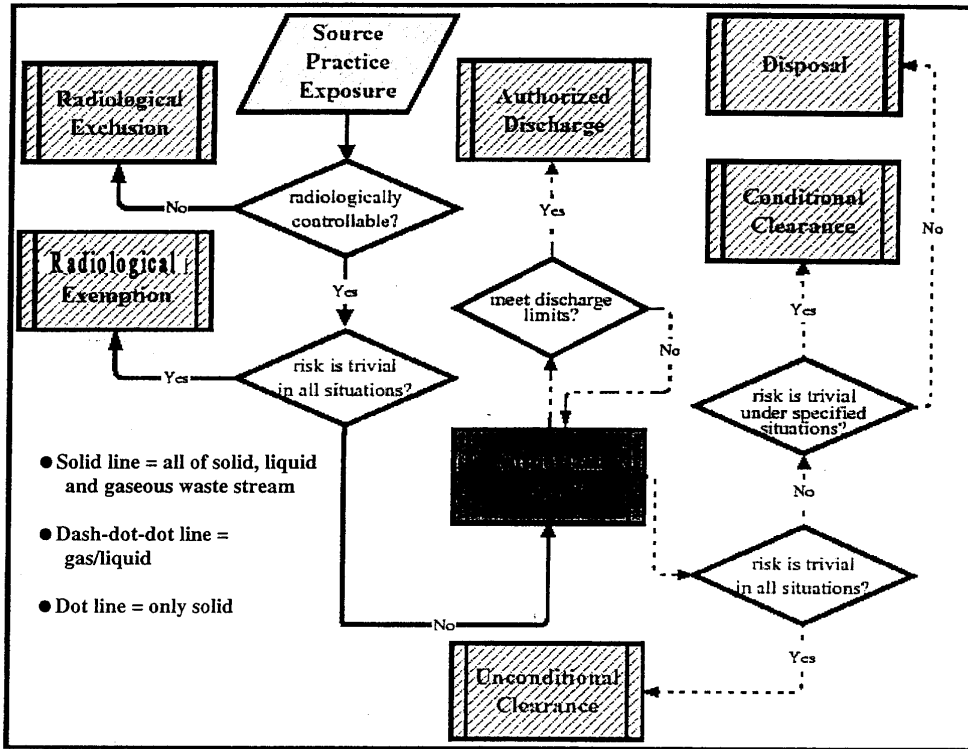 Source
Practice
Exposure
Radiological
Exclusion
Authorized
Discharge
Disposal
radiologically
controllable?
No
Yes
Conditional
Clearance
No
Radiological
Exemption
Yes
meet discharge
limits?
No
Yes
Yes
risk is trivial
in all situations?
risk is trivial
under specified
situations?
● Solid line = all of solid, liquid
and gaseous waste stream
● Dash-dot-dot line =
gas/liquid
● Dot line = only solid
No
risk is trivial
in all situations?
No
Yes
Unconditional
Clearance